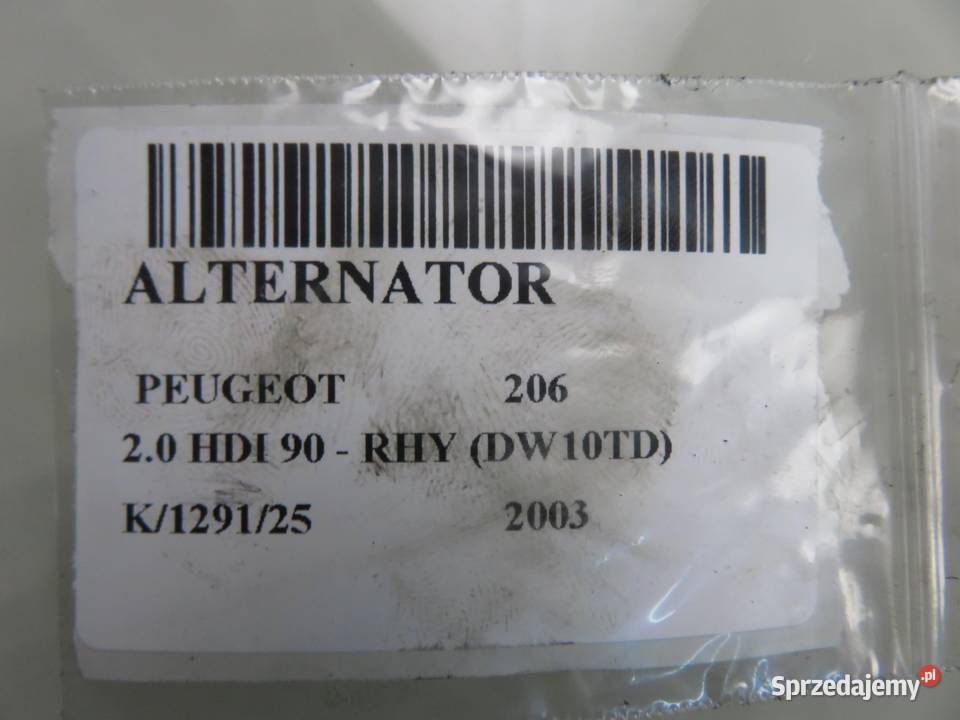 ALTERNATOR
PEUGEOT 206
2.0 HDI 90 - RHY (DW10TD)
K/1291/25 2003
Sprzedajemy.pl